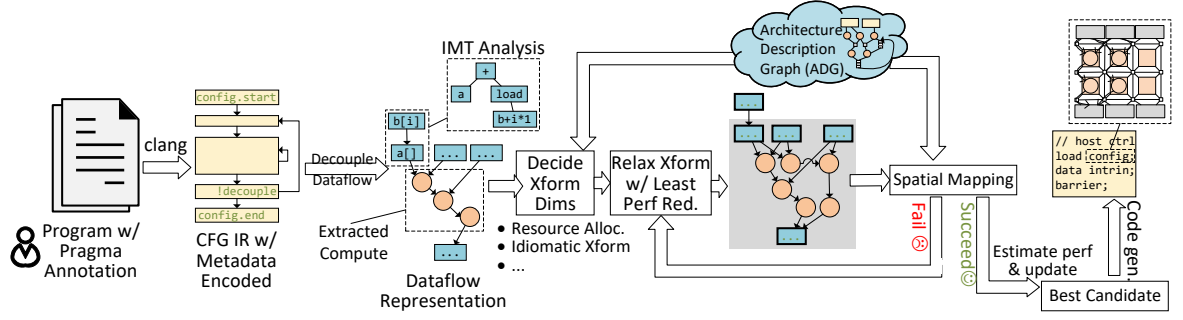 Program w/
Pragma
Annotation
clang
config.start
!decouple
config.end
CFG IR w/
Metadata
Encoded
Decouple
Dataflow
IMT Analysis
+
a
load
b+i*1
b[i]
a[]
...
...
Extracted
Compute
...
Dataflow
Representation
Decide
Xform
Dims
• Resource Alloc.
• Idiomatic Xform
• ...
Relax Xform
w/ Least
Perf Red.
Architecture
Description
Graph (ADG)
...
...
...
...
...
Spatial Mapping
Fail
Succeed
Estimate perf
& update
Best Candidate
Code gen.
// host ctrl
load config;
data intrin;
barrier;